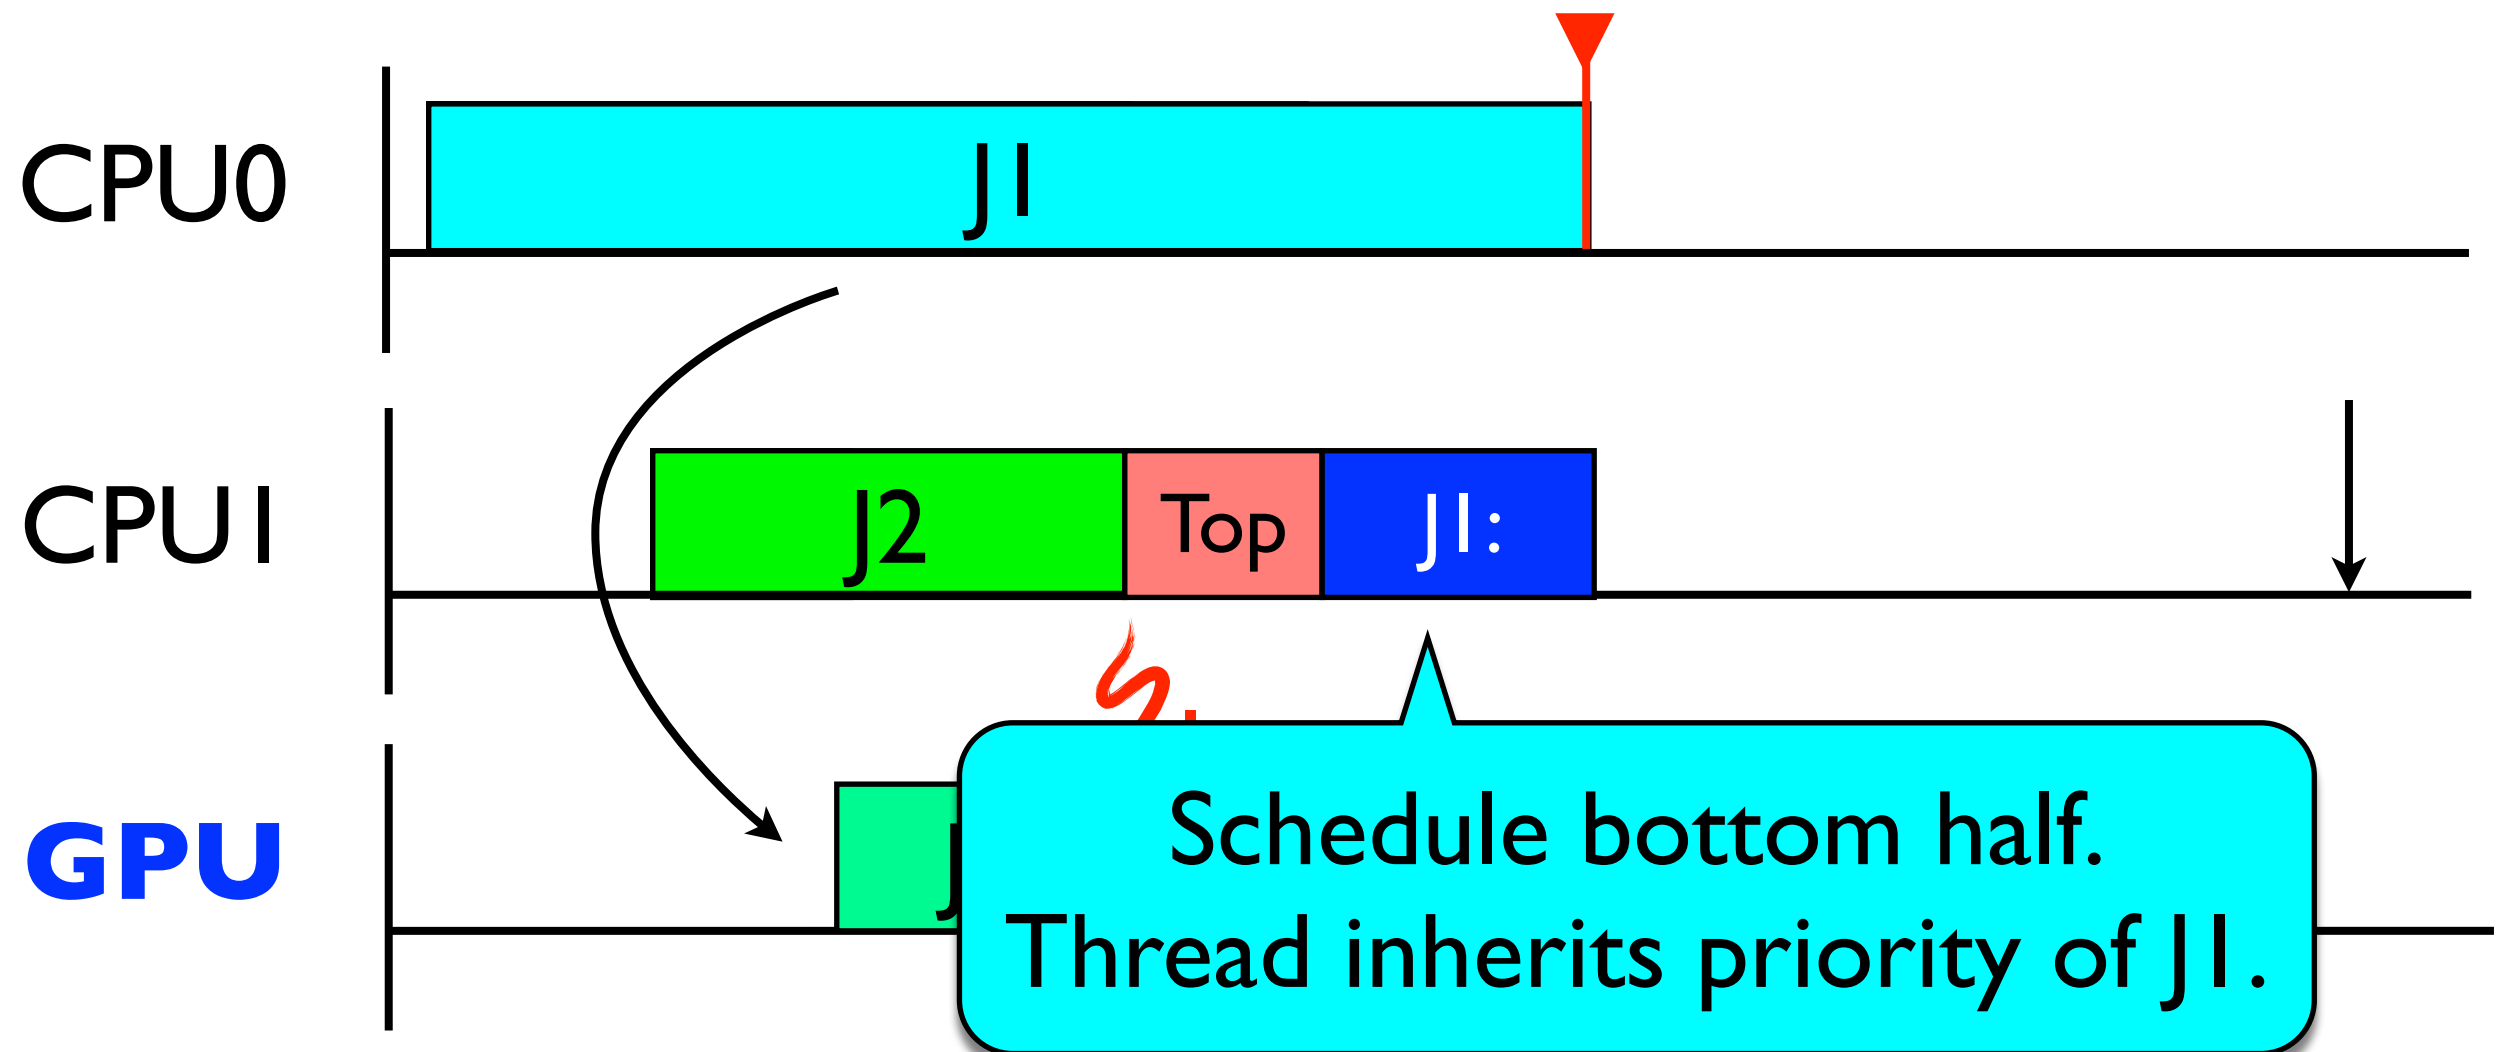 CPU0
J1
CPU1
J2
Top
J1:
GPU
J
Schedule bottom half.
Thread inherits priority of J1.